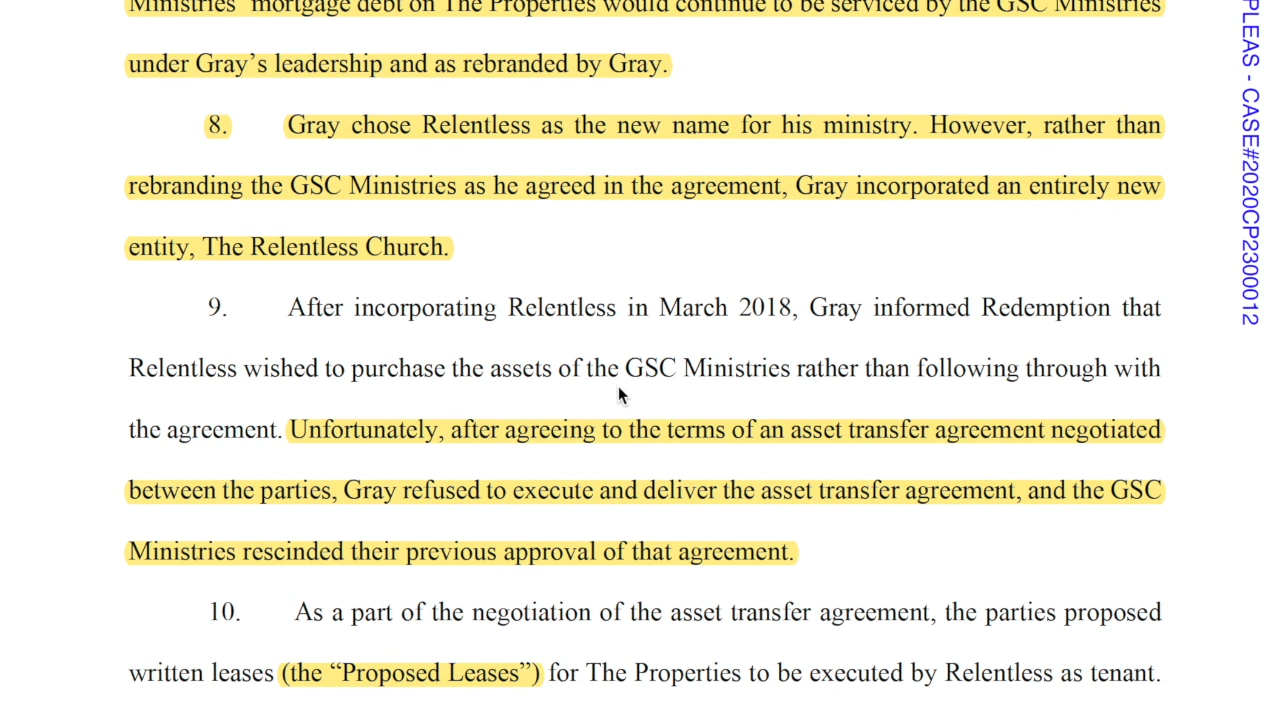 Ministries' mortgage debt on The Properties would continue to be serviced by the GSC Ministries
under Gray’s leadership and as rebranded by Gray.
8. Gray chose Relentless as the new name for his ministry. However, rather than
rebranding the GSC Ministries as he agreed in the agreement, Gray incorporated an entirely new
entity, The Relentless Church.
9. After incorporating Relentless in March 2018, Gray informed Redemption that
Relentless wished to purchase the assets of the GSC Ministries rather than following through with
the agreement. Unfortunately, after agreeing to the terms of an asset transfer agreement negotiated
between the parties, Gray refused to execute and deliver the asset transfer agreement, and the GSC
Ministries rescinded their previous approval of that agreement.
10. As a part of the negotiation of the asset transfer agreement, the parties proposed
written leases (the “Proposed Leases”) for The Properties to be executed by Relentless as tenant.
PLEAS - CASE#2020CP2300012